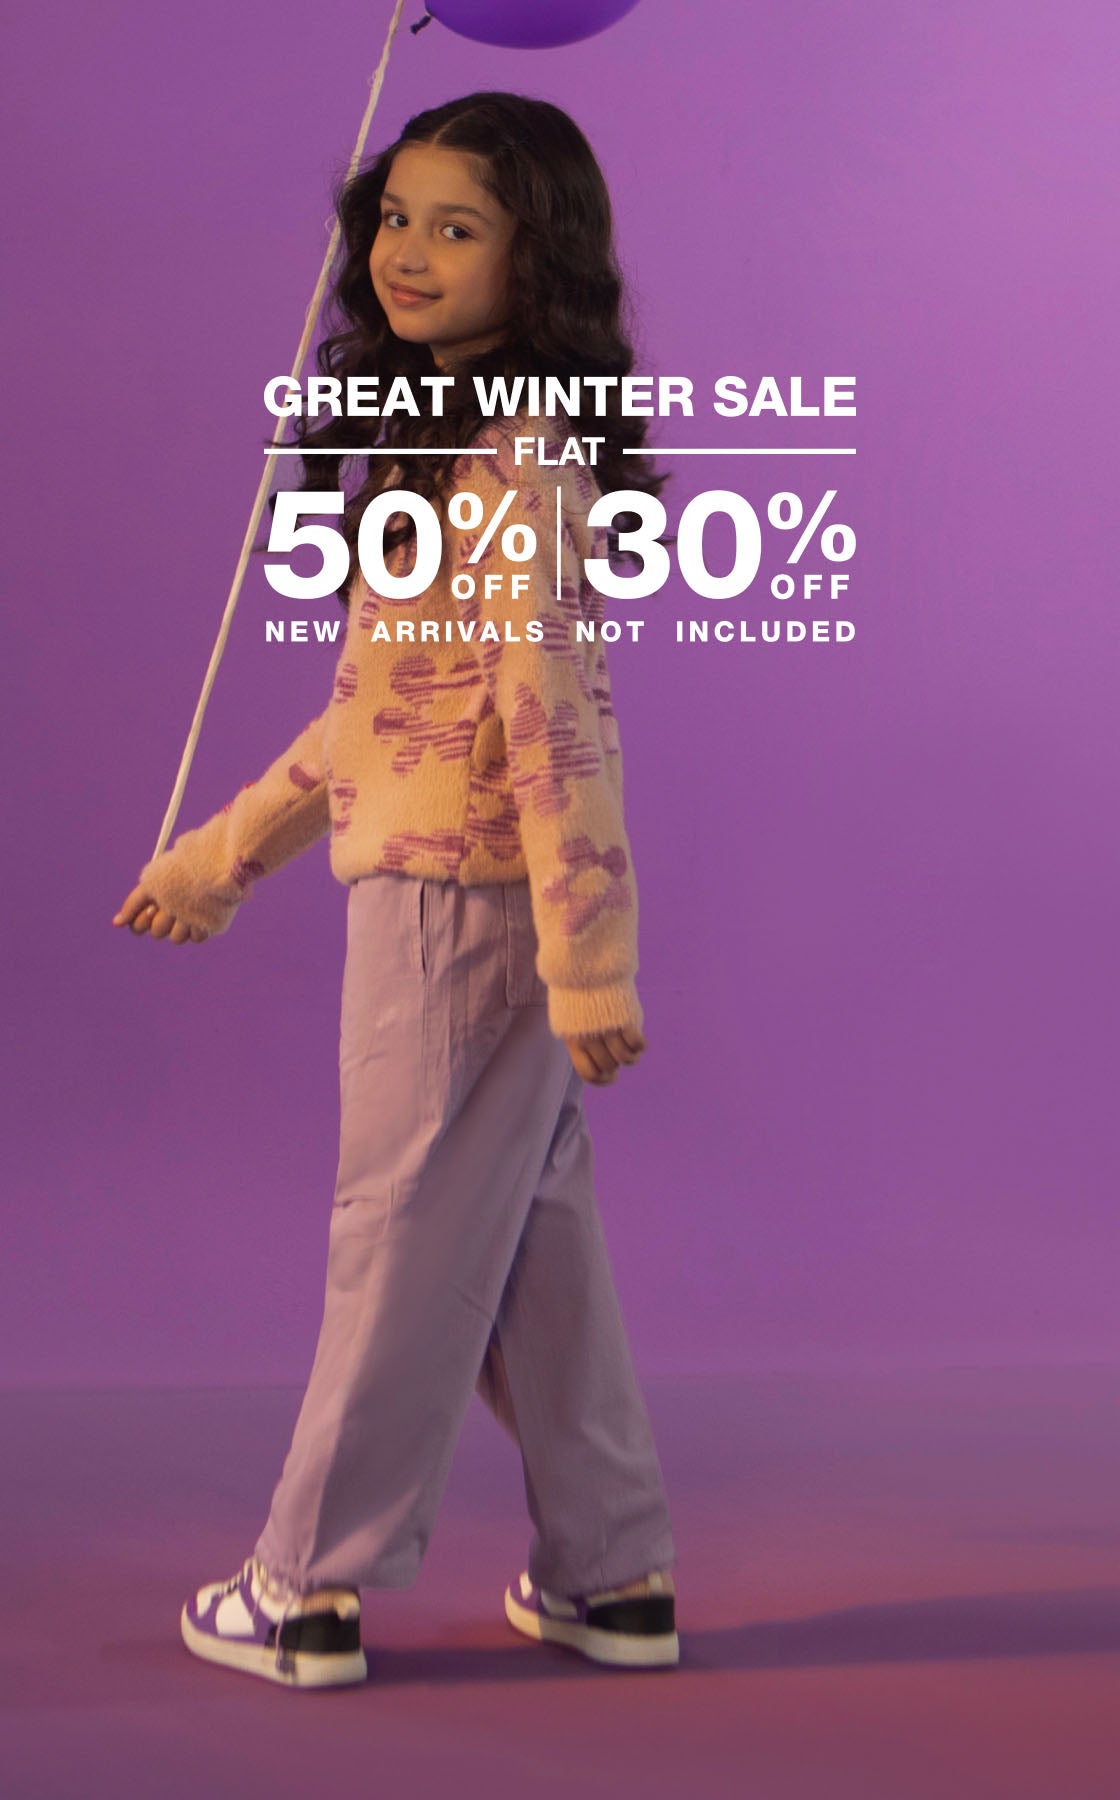 GREAT WINTER SALE
FLAT
50% OFF | 30% OFF
NEW ARRIVALS NOT INCLUDED